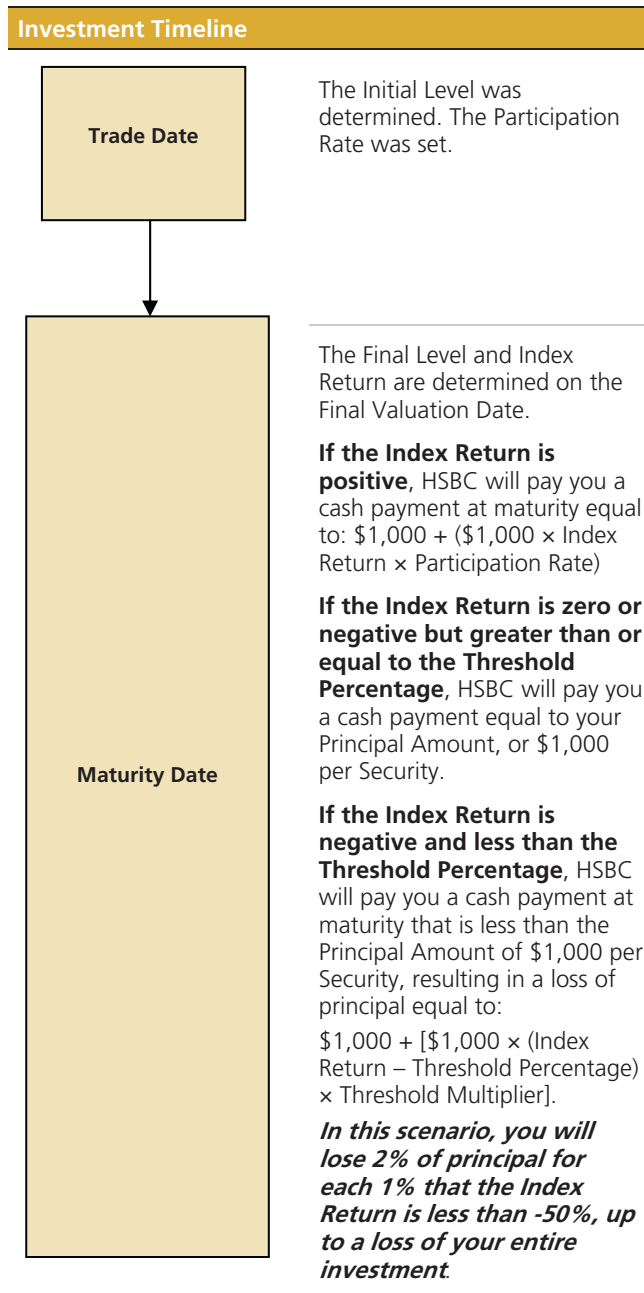 Investment Timeline
Trade Date
The Initial Level was
determined. The Participation
Rate was set.
Maturity Date
The Final Level and Index
Return are determined on the
Final Valuation Date.
If the Index Return is
positive, HSBC will pay you a
cash payment at maturity equal
to: $1,000 + ($1,000 × Index
Return × Participation Rate)
If the Index Return is zero or
negative but greater than or
equal to the Threshold
Percentage, HSBC will pay you
a cash payment equal to your
Principal Amount, or $1,000
per Security.
If the Index Return is
negative and less than the
Threshold Percentage, HSBC
will pay you a cash payment at
maturity that is less than the
Principal Amount of $1,000 per
Security, resulting in a loss of
principal equal to:
$1,000 + [$1,000 × (Index
Return – Threshold Percentage)
× Threshold Multiplier].
In this scenario, you will
lose 2% of principal for
each 1% that the Index
Return is less than -50%, up
to a loss of your entire
investment.